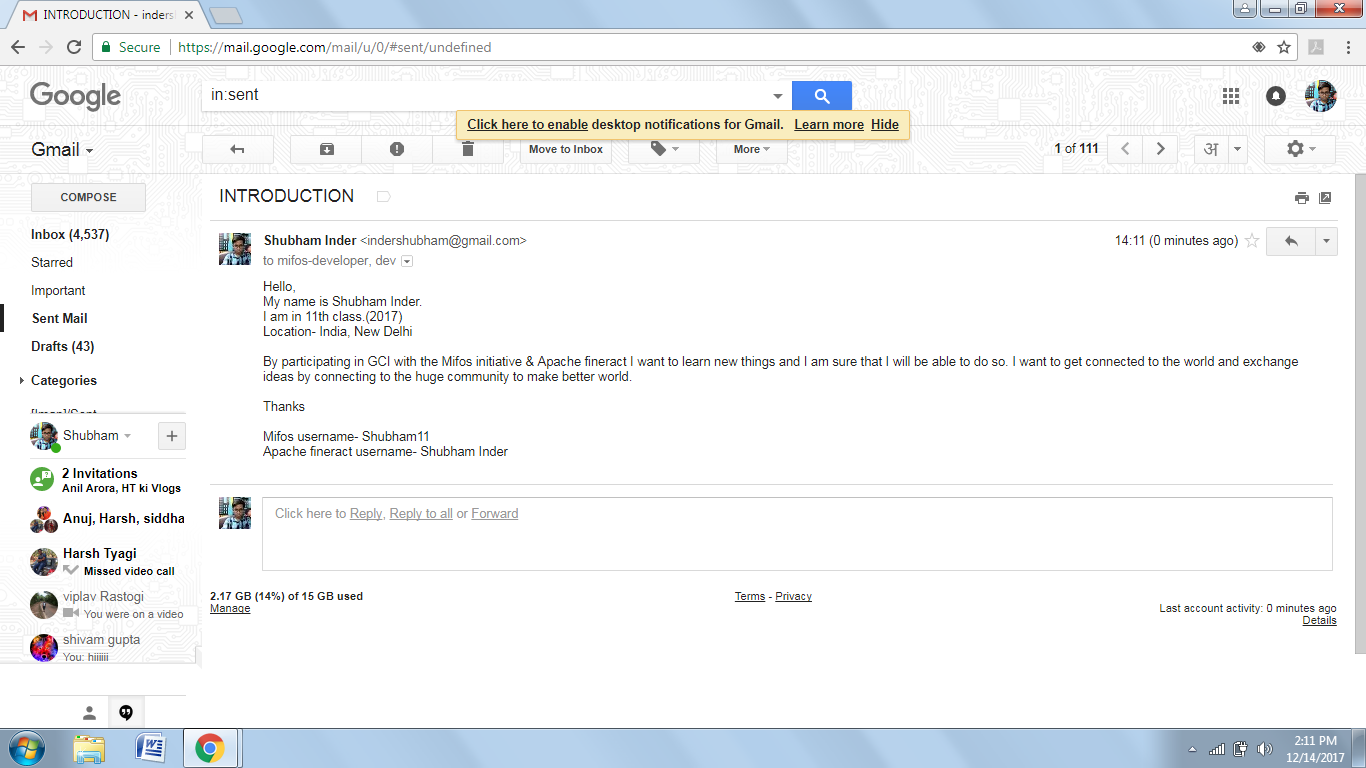 INTRODUCTION - inders
Secure https://mail.google.com/mail/u/0/#sent/undefined
Google
in:sent
Click here to enable desktop notifications for Gmail. Learn more Hide
Gmail
Move to Inbox
More
1 of 111
अ
COMPOSE
INTRODUCTION
Inbox (4,537)
Starred
Important
Sent Mail
Drafts (43)
Categories
[Imap]/Sent
Shubham Inder <indershubham@gmail.com>
14:11 (0 minutes ago)
to mifos-developer, dev
Hello,
My name is Shubham Inder.
I am in 11th class.(2017)
Location- India, New Delhi
By participating in GCI with the Mifos initiative & Apache fineract I want to learn new things and I am sure that I will be able to do so. I want to get connected to the world and exchange
ideas by connecting to the huge community to make better world.
Thanks
Mifos username- Shubham11
Apache fineract username- Shubham Inder
Shubham
2 Invitations
Anil Arora, HT ki Vlogs
Anuj, Harsh, siddha
Harsh Tyagi
Missed video call
viplav Rastogi
You were on a video
shivam gupta
You: hiiiiii
Click here to Reply, Reply to all or Forward
2.17 GB (14%) of 15 GB used
Manage
Terms - Privacy
Last account activity: 0 minutes ago
Details
2:11 PM
12/14/2017